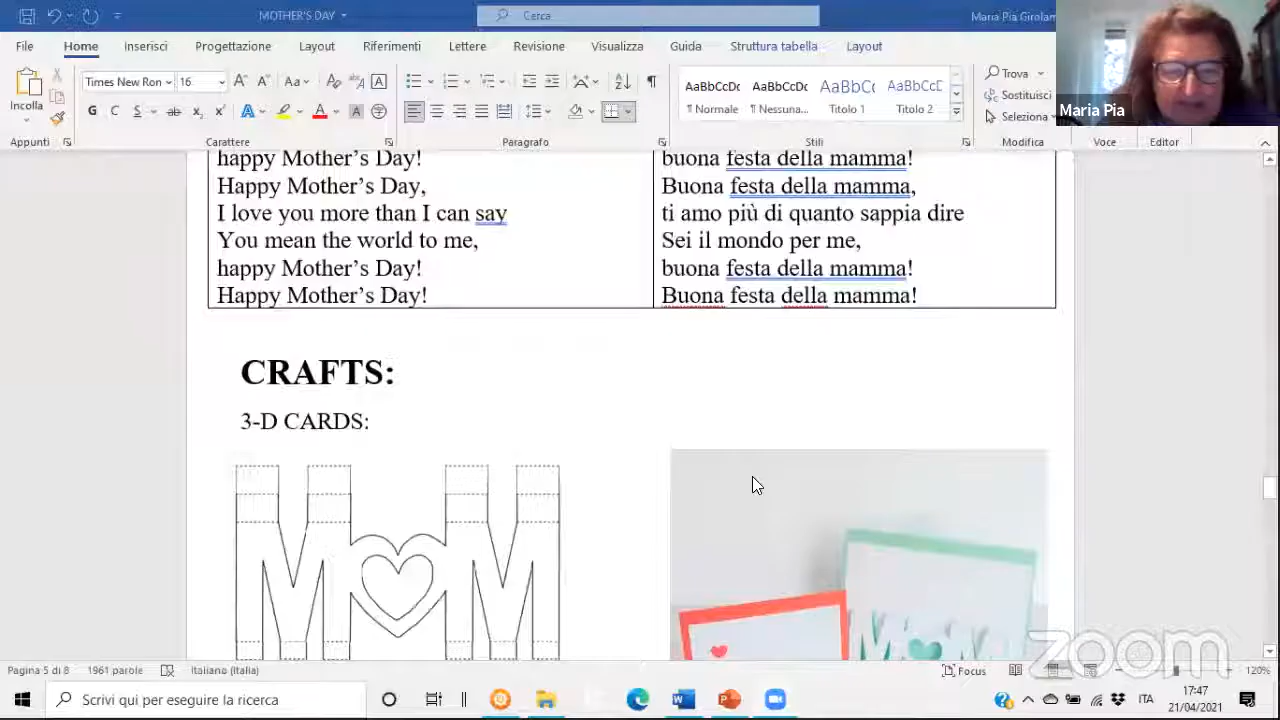 MOTHER'S DAY
Cerca
Maria Pia Girolam
File Home Inserisci Progettazione Layout Riferimenti Lettere Revisione Visualizza Guida Struttura tabella Layout
Incolla
Times New Ron 16
Aa
G C S ab
AaBbCcDc AaBbCcDc AaBbCc AaBbCcC
¶ Normale ¶ Nessuna... Titolo 1 Titolo 2
Trova
Sostituisci
Seleziona
Maria Pia
Appunti Carattere Paragrafo Stili Modifica Voce Editor
happy Mother's Day!
Happy Mother's Day,
I love you more than I can say
You mean the world to me,
happy Mother's Day!
Happy Mother's Day!
buona festa della mamma!
Buona festa della mamma,
ti amo più di quanto sappia dire
Sei il mondo per me,
buona festa della mamma!
Buona festa della mamma!
CRAFTS:
3-D CARDS:
MOM
zoom
Pagina 5 di 8 1961 parole Italiano (Italia) Focus 120%
Scrivi qui per eseguire la ricerca
ITA
17:47
21/04/2021